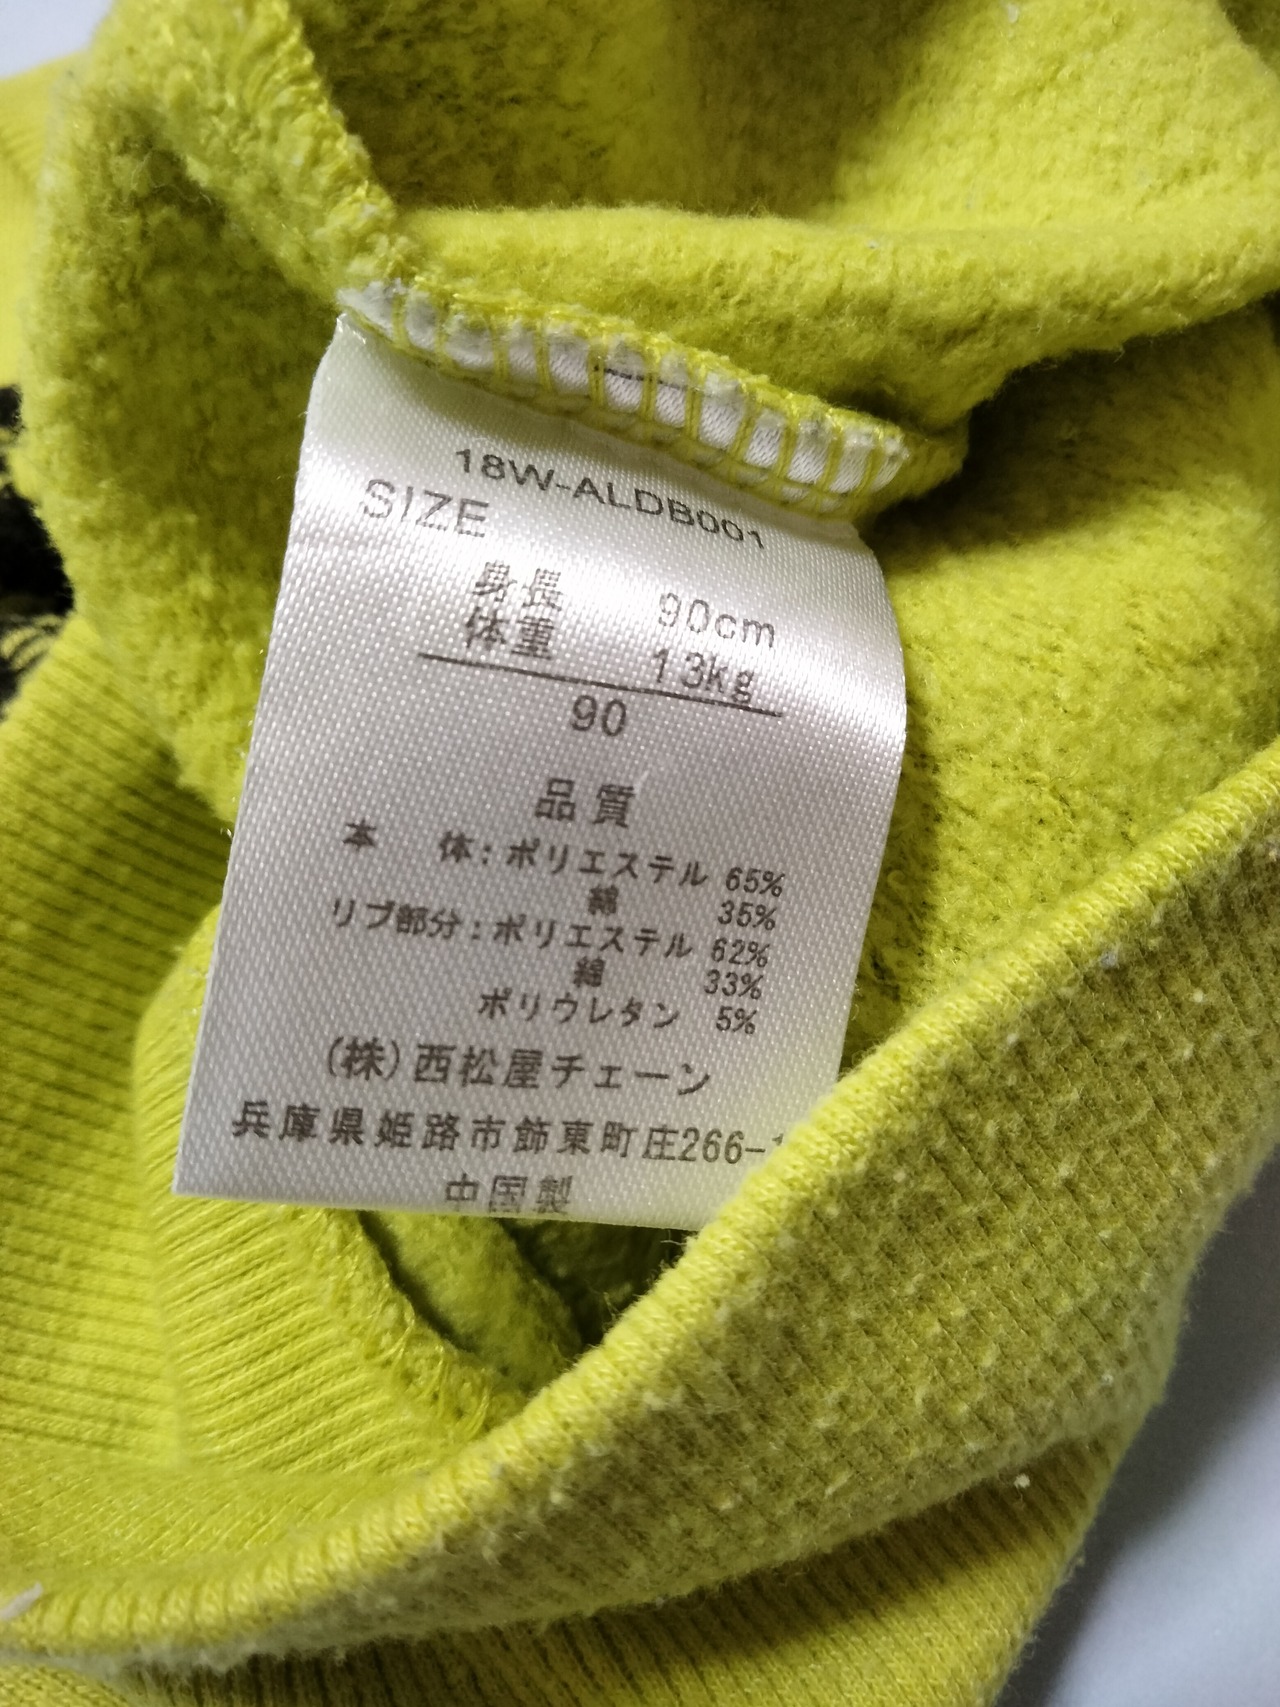 18W-ALDB001
SIZE
身長 90cm
体重 13kg
90
品質
本 体:ポリエステル 65%
綿 35%
リブ部分:ポリエステル 62%
綿 33%
ポリウレタン 5%
(株)西松屋チェーン
兵庫県姫路市飾東町庄266-1
中国製